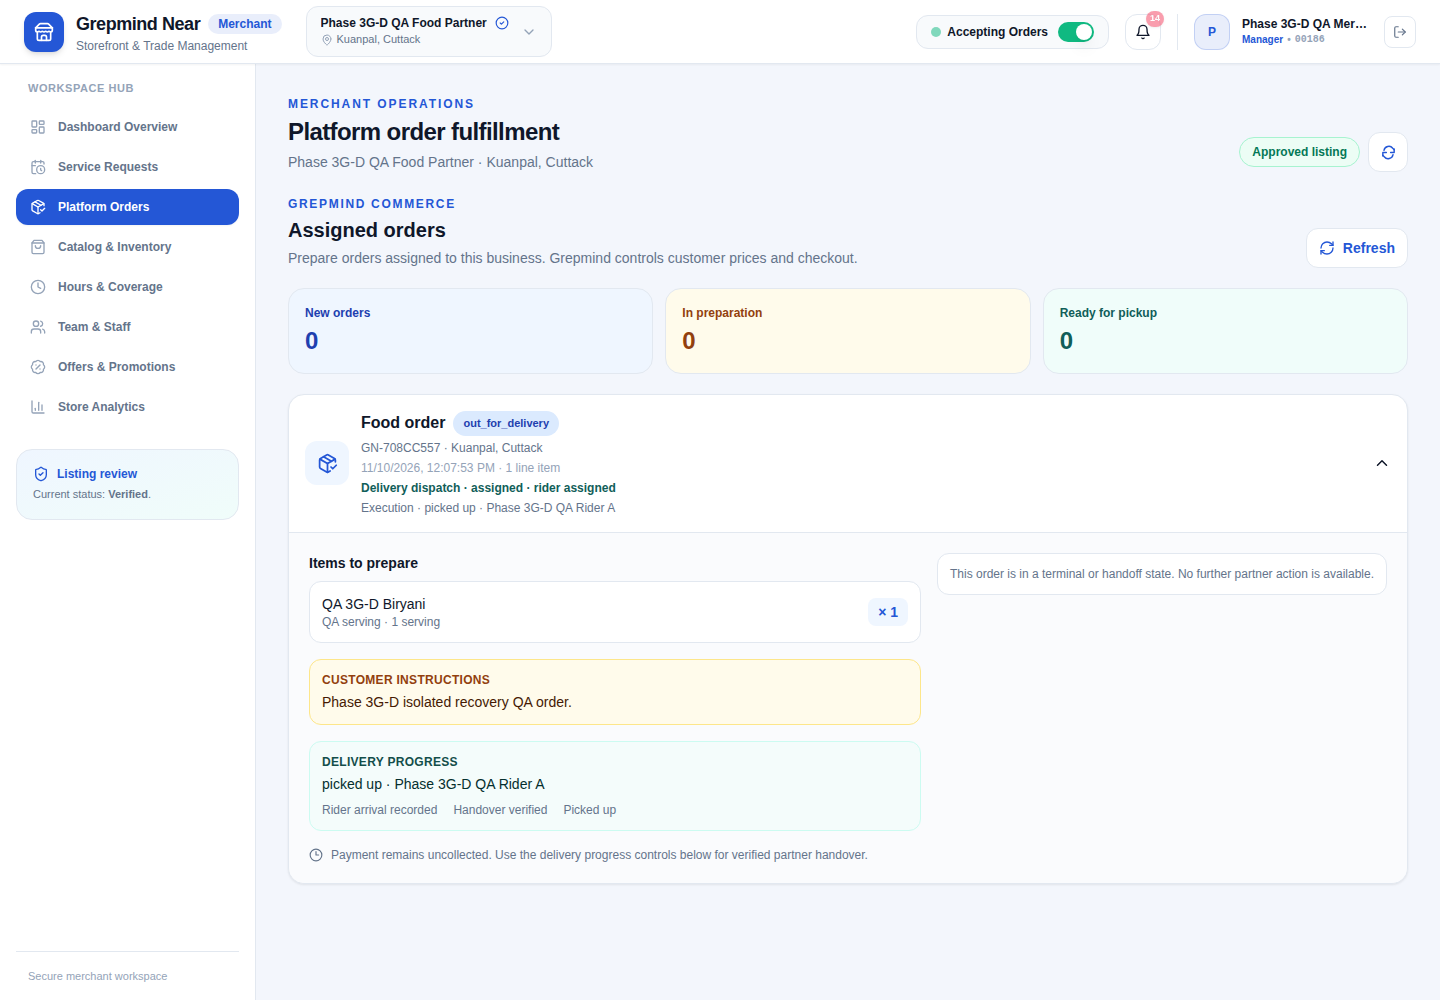 Grepmind Near Merchant
Storefront & Trade Management
Phase 3G-D QA Food Partner
Kuanpal, Cuttack
Accepting Orders
14
P
Phase 3G-D QA Mer...
Manager • 00186
WORKSPACE HUB
Dashboard Overview
Service Requests
Platform Orders
Catalog & Inventory
Hours & Coverage
Team & Staff
Offers & Promotions
Store Analytics
Listing review
Current status: Verified.
Secure merchant workspace
MERCHANT OPERATIONS
Platform order fulfillment
Phase 3G-D QA Food Partner · Kuanpal, Cuttack
Approved listing
GREPMIND COMMERCE
Assigned orders
Prepare orders assigned to this business. Grepmind controls customer prices and checkout.
Refresh
New orders
0
In preparation
0
Ready for pickup
0
Food order out_for_delivery
GN-708CC557 · Kuanpal, Cuttack
11/10/2026, 12:07:53 PM · 1 line item
Delivery dispatch · assigned · rider assigned
Execution · picked up · Phase 3G-D QA Rider A
Items to prepare
QA 3G-D Biryani
QA serving · 1 serving
× 1
CUSTOMER INSTRUCTIONS
Phase 3G-D isolated recovery QA order.
DELIVERY PROGRESS
picked up · Phase 3G-D QA Rider A
Rider arrival recorded Handover verified Picked up
Payment remains uncollected. Use the delivery progress controls below for verified partner handover.
This order is in a terminal or handoff state. No further partner action is available.